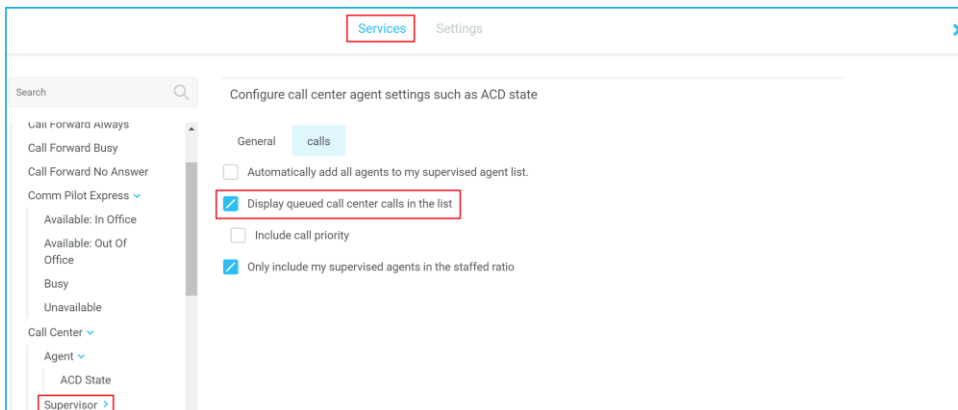 Services Settings
Search
Configure call center agent settings such as ACD state
Call Forward Always
General calls
Call Forward Busy
Call Forward No Answer
Automatically add all agents to my supervised agent list.
Comm Pilot Express
Display queued call center calls in the list
Available: In Office
Include call priority
Available: Out Of
Office
Only include my supervised agents in the staffed ratio
Busy
Unavailable
Call Center
Agent
ACD State
Supervisor